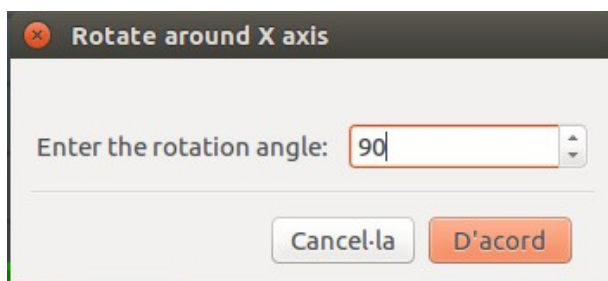 Rotate around X axis
Enter the rotation angle: 90
Cancel·la D'acord